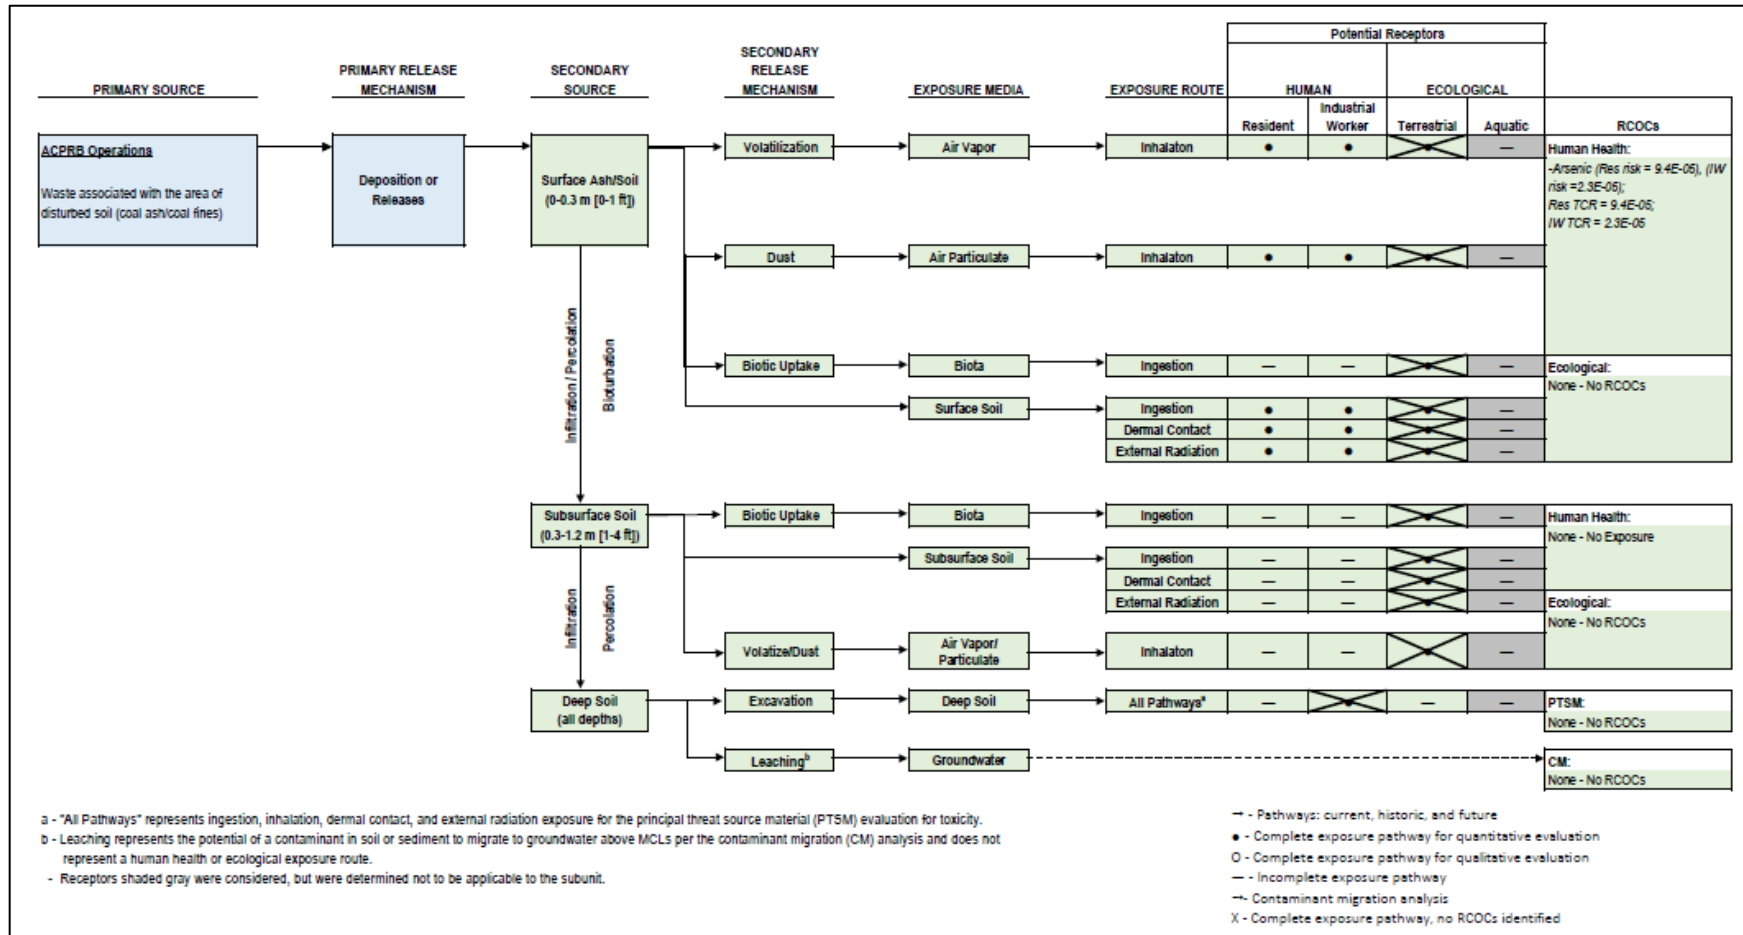 Potential Receptors
PRIMARY SOURCE
PRIMARY RELEASE
MECHANISM
SECONDARY
SOURCE
SECONDARY
RELEASE
MECHANISM
EXPOSURE MEDIA
EXPOSURE ROUTE
HUMAN
ECOLOGICAL
Resident
Industrial
Worker
Terrestrial
Aquatic
RCOCs
ACPRB Operations
Waste associated with the area of
disturbed soil (coal ash/coal fines)
Deposition or
Releases
Surface Ash/Soil
(0-0.3 m [0-1 ft])
Volatilization
Air Vapor
Inhalaton
● ● ● —
Human Health:
-Arsenic (Res risk = 9.4E-05), (IW
risk =2.3E-05);
Res TCR = 9.4E-05;
IW TCR = 2.3E-05
Dust
Air Particulate
Inhalaton
● ● ● —
Infiltration / Percolation
Bioturbation
Biotic Uptake
Biota
Ingestion
— — ● —
Ecological:
None - No RCOCs
Surface Soil
Ingestion
● ● ● —
Dermal Contact
● ● ● —
External Radiation
● ● ● —
Subsurface Soil
(0.3-1.2 m [1-4 ft])
Biotic Uptake
Biota
Ingestion
— — ● —
Human Health:
None - No Exposure
Subsurface Soil
Ingestion
— — ● —
Dermal Contact
— — ● —
External Radiation
— — ● —
Ecological:
None - No RCOCs
Infiltration
Percolation
Volatize/Dust
Air Vapor/
Particulate
Inhalaton
— — ● —
Deep Soil
(all depths)
Excavation
Deep Soil
All Pathwaysª
— ● — —
PTSM:
None - No RCOCs
Leachingᵇ
Groundwater
CM:
None - No RCOCs
a - "All Pathways" represents ingestion, inhalation, dermal contact, and external radiation exposure for the principal threat source material (PTSM) evaluation for toxicity.
b - Leaching represents the potential of a contaminant in soil or sediment to migrate to groundwater above MCLs per the contaminant migration (CM) analysis and does not
represent a human health or ecological exposure route.
- Receptors shaded gray were considered, but were determined not to be applicable to the subunit.
→ - Pathways: current, historic, and future
● - Complete exposure pathway for quantitative evaluation
O - Complete exposure pathway for qualitative evaluation
— - Incomplete exposure pathway
⇢ - Contaminant migration analysis
X - Complete exposure pathway, no RCOCs identified